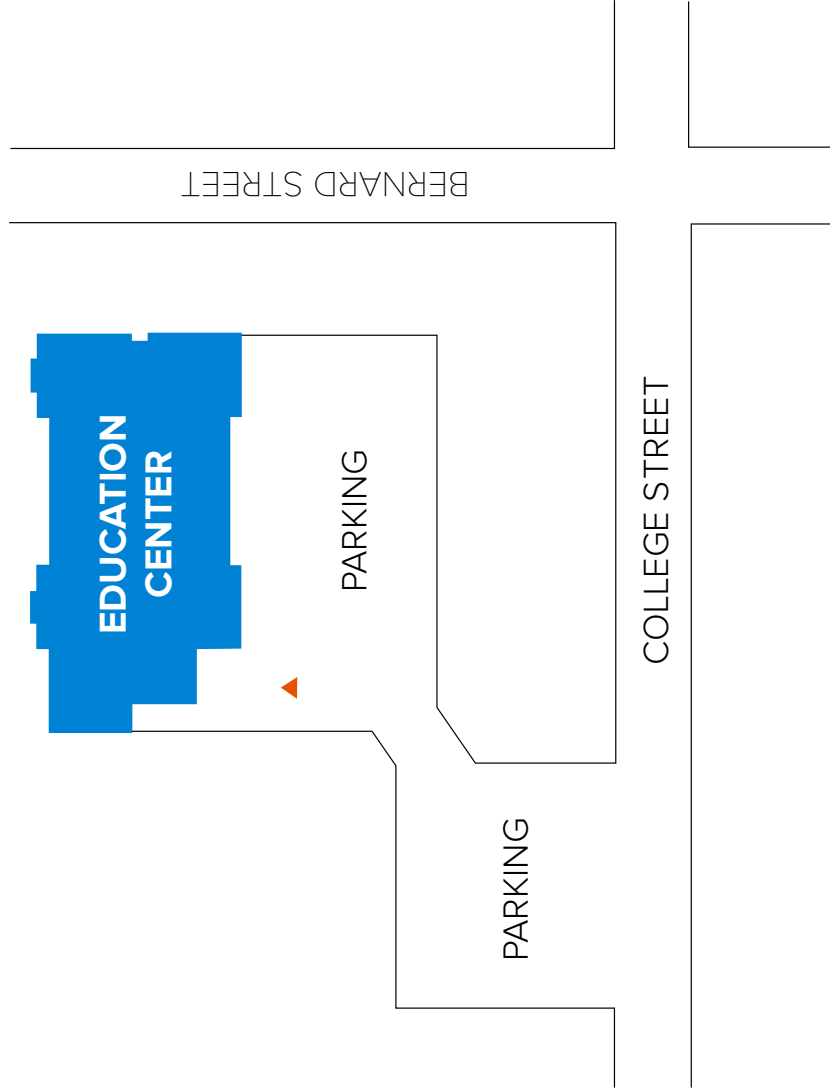 BERNARD STREET
EDUCATION
CENTER
PARKING
COLLEGE STREET
PARKING